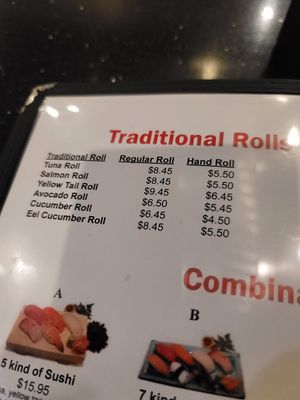 Traditional Rolls
Traditional Roll Regular Roll Hand Roll
Tuna Roll $8.45 $5.50
Salmon Roll $8.45 $5.50
Yellow Tail Roll $9.45 $6.45
Avocado Roll $6.50 $5.45
Cucumber Roll $6.45 $4.50
Eel Cucumber Roll $8.45 $5.50
Combina
A
B
5 kind of Sushi
$15.95
yellow
7 kind